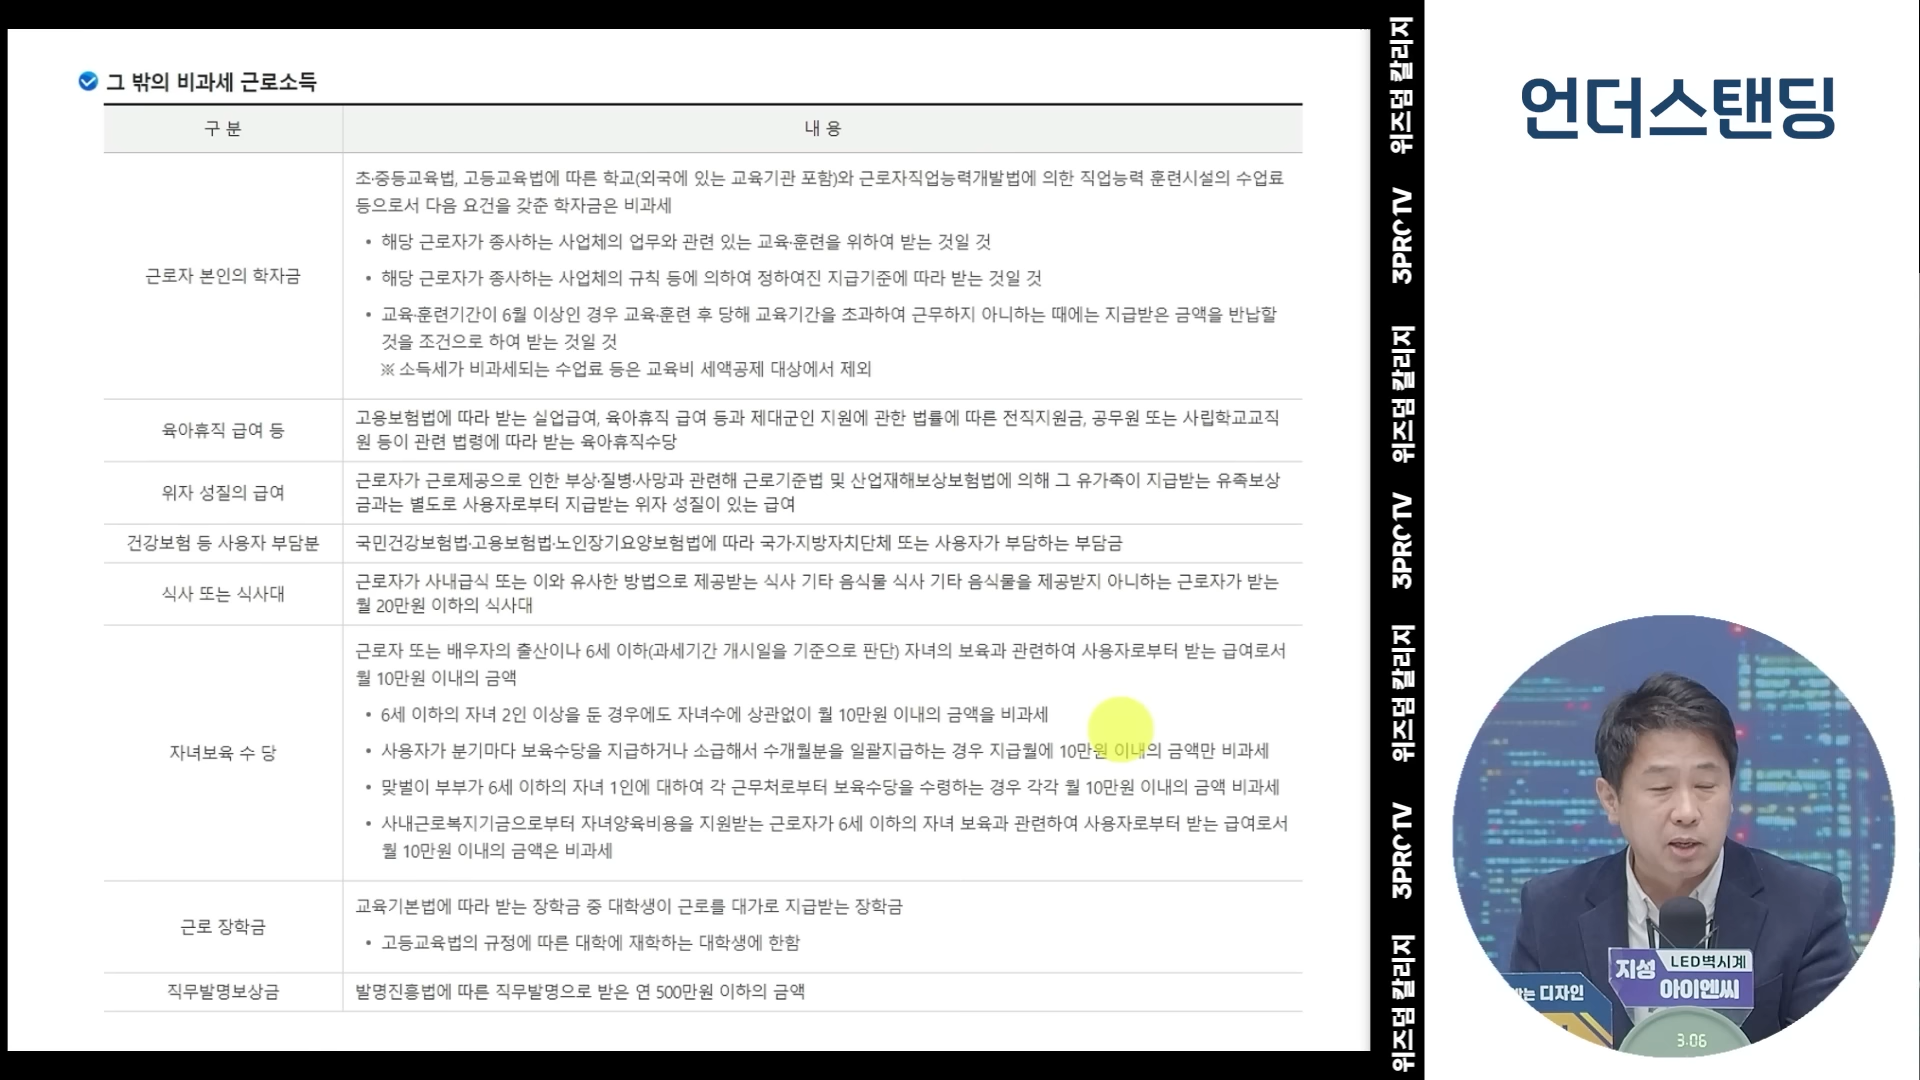 그 밖의 비과세 근로소득
구 분
내 용
근로자 본인의 학자금
초·중등교육법, 고등교육법에 따른 학교(외국에 있는 교육기관 포함)와 근로자직업능력개발법에 의한 직업능력 훈련시설의 수업료
등으로서 다음 요건을 갖춘 학자금은 비과세
• 해당 근로자가 종사하는 사업체의 업무와 관련 있는 교육·훈련을 위하여 받는 것일 것
• 해당 근로자가 종사하는 사업체의 규칙 등에 의하여 정하여진 지급기준에 따라 받는 것일 것
• 교육·훈련기간이 6월 이상인 경우 교육·훈련 후 당해 교육기간을 초과하여 근무하지 아니하는 때에는 지급받은 금액을 반납할
것을 조건으로 하여 받는 것일 것
※ 소득세가 비과세되는 수업료 등은 교육비 세액공제 대상에서 제외
육아휴직 급여 등
고용보험법에 따라 받는 실업급여, 육아휴직 급여 등과 제대군인 지원에 관한 법률에 따른 전직지원금, 공무원 또는 사립학교교직
원 등이 관련 법령에 따라 받는 육아휴직수당
위자 성질의 급여
근로자가 근로제공으로 인한 부상·질병·사망과 관련해 근로기준법 및 산업재해보상보험법에 의해 그 유가족이 지급받는 유족보상
금과는 별도로 사용자로부터 지급받는 위자 성질이 있는 급여
건강보험 등 사용자 부담분
국민건강보험법·고용보험법·노인장기요양보험법에 따라 국가·지방자치단체 또는 사용자가 부담하는 부담금
식사 또는 식사대
근로자가 사내급식 또는 이와 유사한 방법으로 제공받는 식사 기타 음식물 식사 기타 음식물을 제공받지 아니하는 근로자가 받는
월 20만원 이하의 식사대
자녀보육 수 당
근로자 또는 배우자의 출산이나 6세 이하(과세기간 개시일을 기준으로 판단) 자녀의 보육과 관련하여 사용자로부터 받는 급여로서
월 10만원 이내의 금액
• 6세 이하의 자녀 2인 이상을 둔 경우에도 자녀수에 상관없이 월 10만원 이내의 금액을 비과세
• 사용자가 분기마다 보육수당을 지급하거나 소급해서 수개월분을 일괄지급하는 경우 지급월에 10만원 이내의 금액만 비과세
• 맞벌이 부부가 6세 이하의 자녀 1인에 대하여 각 근무처로부터 보육수당을 수령하는 경우 각각 월 10만원 이내의 금액 비과세
• 사내근로복지기금으로부터 자녀양육비용을 지원받는 근로자가 6세 이하의 자녀 보육과 관련하여 사용자로부터 받는 급여로서
월 10만원 이내의 금액은 비과세
근로 장학금
교육기본법에 따라 받는 장학금 중 대학생이 근로를 대가로 지급받는 장학금
• 고등교육법의 규정에 따른 대학에 재학하는 대학생에 한함
직무발명보상금
발명진흥법에 따른 직무발명으로 받은 연 500만원 이하의 금액
위즈덤 칼리지
3PROTV
위즈덤 칼리지
3PROTV
위즈덤 칼리지
3PROTV
위즈덤 칼리지
언더스탠딩
지성
LED벽시계
아이엔씨
디자인
3:06